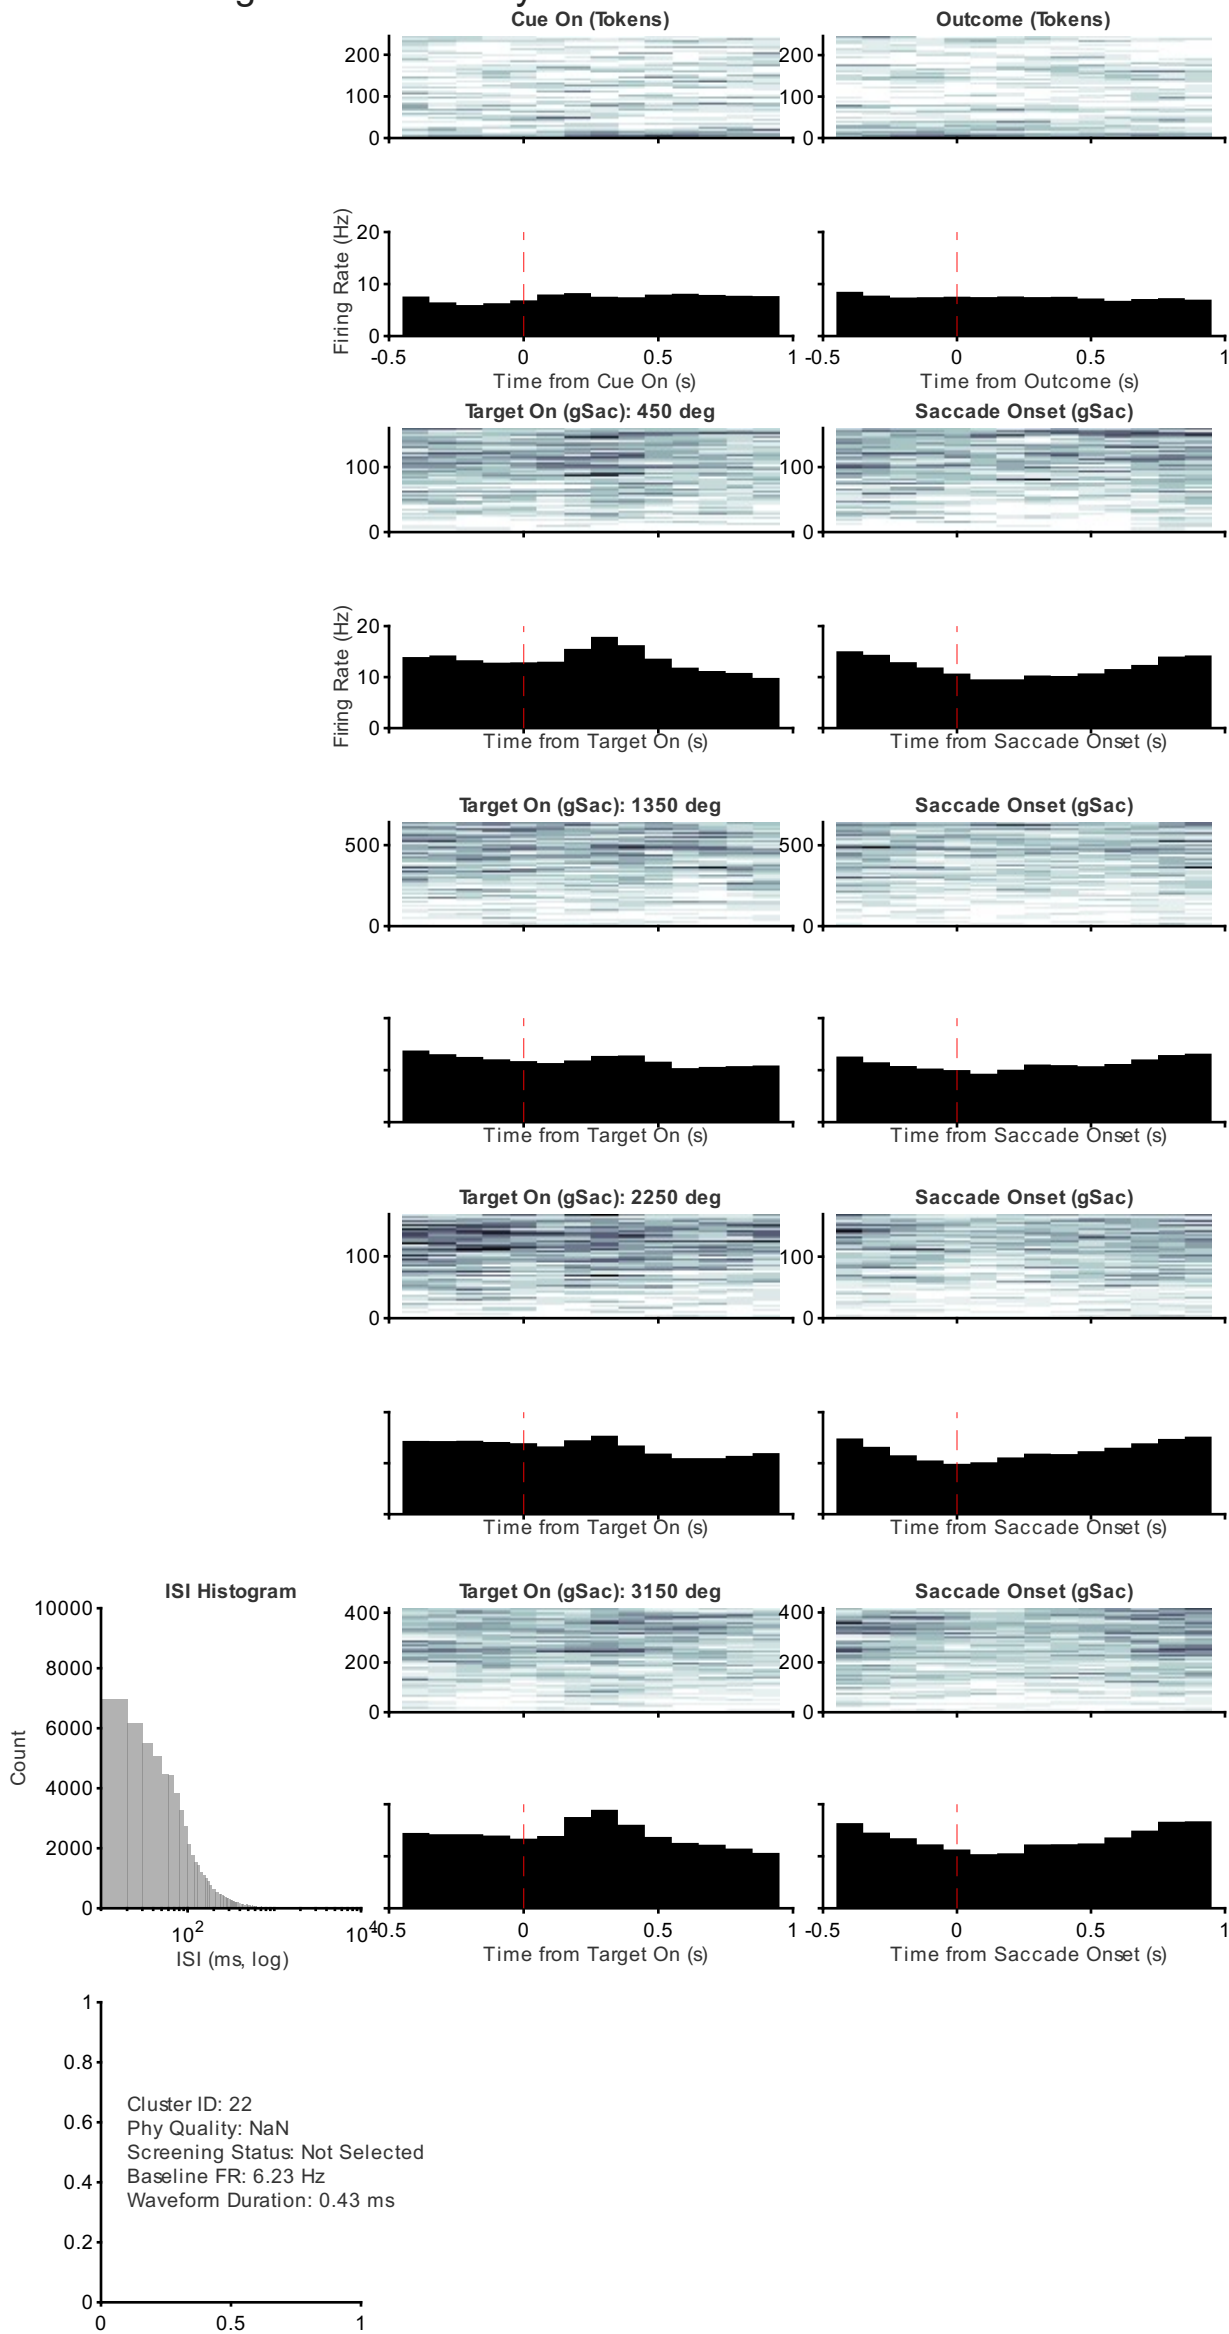 Cue On (Tokens)
Outcome (Tokens)
200
100
0
200
100
0
Firing Rate (Hz)
20
10
0
-0.5
0
0.5
1
-0.5
0
0.5
1
Time from Cue On (s)
Time from Outcome (s)
Target On (gSac): 450 deg
Saccade Onset (gSac)
100
0
100
0
Firing Rate (Hz)
20
10
0
Time from Target On (s)
Time from Saccade Onset (s)
Target On (gSac): 1350 deg
Saccade Onset (gSac)
500
0
500
0
Time from Target On (s)
Time from Saccade Onset (s)
Target On (gSac): 2250 deg
Saccade Onset (gSac)
100
0
100
0
Time from Target On (s)
Time from Saccade Onset (s)
ISI Histogram
Target On (gSac): 3150 deg
Saccade Onset (gSac)
10000
8000
6000
4000
2000
0
Count
10²
10⁴
ISI (ms, log)
400
200
0
400
200
0
-0.5
0
0.5
1
-0.5
0
0.5
1
Time from Target On (s)
Time from Saccade Onset (s)
1
0.8
0.6
0.4
0.2
0
Cluster ID: 22
Phy Quality: NaN
Screening Status: Not Selected
Baseline FR: 6.23 Hz
Waveform Duration: 0.43 ms
0
0.5
1